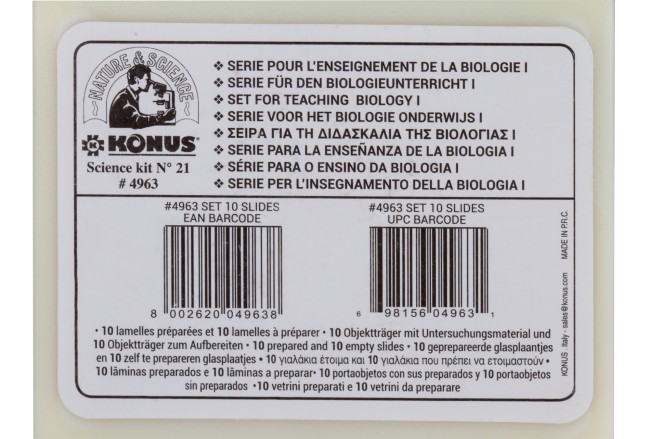 NATURE & SCIENCE
KONUS®
Science kit N° 21
# 4963
❖ SERIE POUR L'ENSEIGNEMENT DE LA BIOLOGIE I
❖ SERIE FÜR DEN BIOLOGIEUNTERRICHT I
❖ SET FOR TEACHING BIOLOGY I
❖ SERIE VOOR HET BIOLOGIE ONDERWIJS I
❖ ΣΕΙΡΑ ΓΙΑ ΤΗ ΔΙΔΑΣΚΑΛΙΑ ΤΗΣ ΒΙΟΛΟΓΙΑΣ I
❖ SERIE PARA LA ENSEÑANZA DE LA BIOLOGIA I
❖ SÉRIE PARA O ENSINO DA BIOLOGIA I
❖ SERIE PER L'INSEGNAMENTO DELLA BIOLOGIA I
#4963 SET 10 SLIDES
EAN BARCODE
8 002620 049638
#4963 SET 10 SLIDES
UPC BARCODE
6 98156 04963 1
• 10 lamelles préparées et 10 lamelles à préparer• 10 Objektträger mit Untersuchungsmaterial und
10 Objektträger zum Aufbereiten • 10 prepared and 10 empty slides • 10 geprepareerde glasplaantjes
en 10 zelf te prepareren glasplaatjes • 10 γιαλάκια έτοιμα και 10 γιαλάκια που πρέπει να ετοιμαστούν •
10 lâminas preparados e 10 lâminas a preparar• 10 portaobjetos con sus preparados y 10 portaobjetos
sin preparados •10 vetrini preparati e 10 vetrini da preparare
KONUS . Italy - sales@konus.com MADE IN P.R.C.